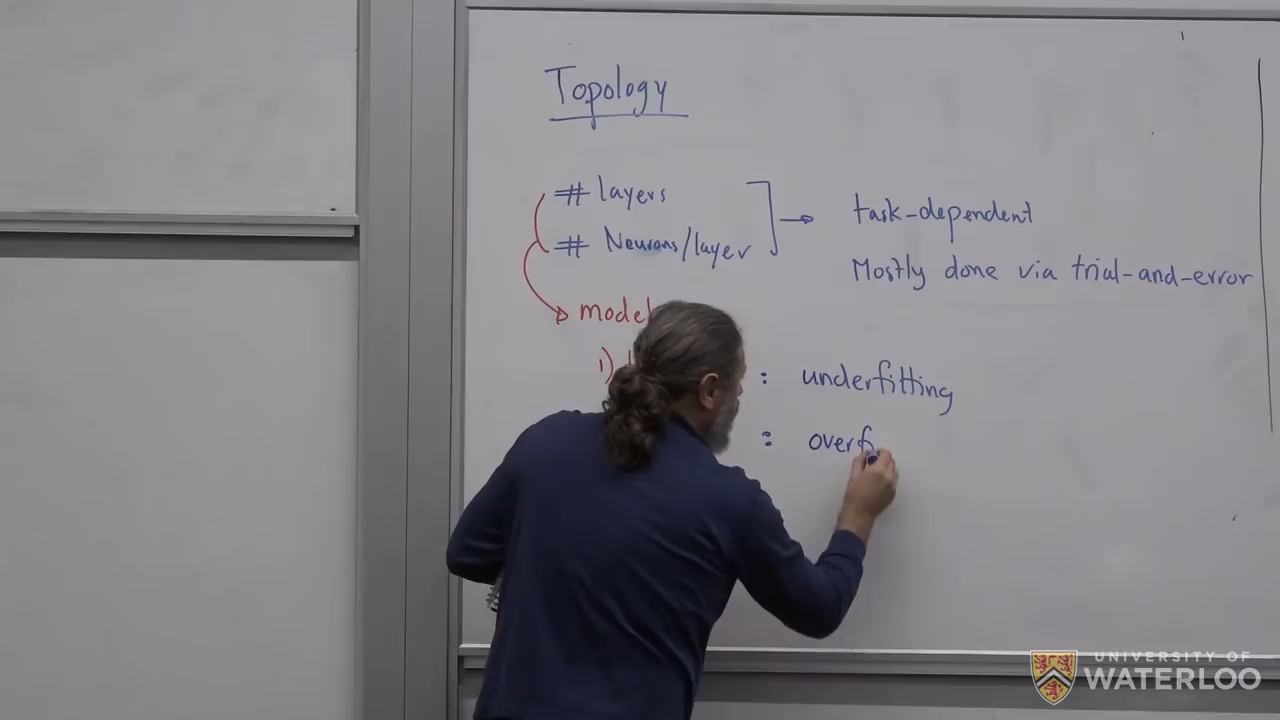 Topology
# layers
# Neurons/layer
task-dependent
Mostly done via trial-and-error
model
1)
: underfitting
: overf
UNIVERSITY OF
WATERLOO